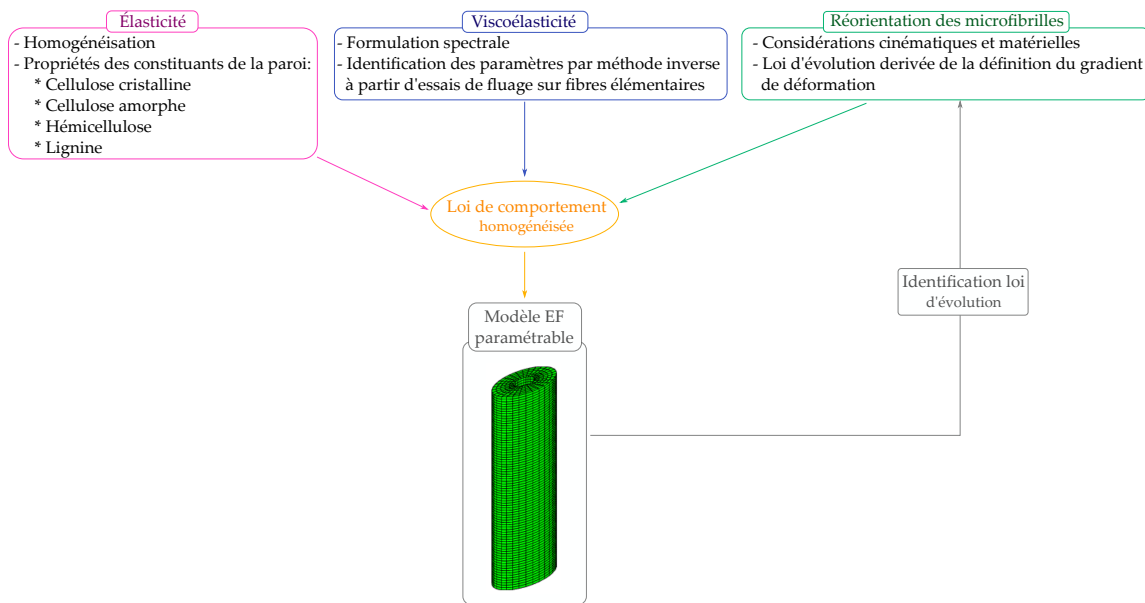 Élasticité
- Homogénéisation
- Propriétés des constituants de la paroi:
* Cellulose cristalline
* Cellulose amorphe
* Hémicellulose
* Lignine
Viscoélasticité
- Formulation spectrale
- Identification des paramètres par méthode inverse
à partir d'essais de fluage sur fibres élémentaires
Réorientation des microfibrilles
- Considérations cinématiques et matérielles
- Loi d'évolution derivée de la définition du gradient
de déformation
Loi de comportement
homogénéisée
Identification loi
d'évolution
Modèle EF
paramétrable